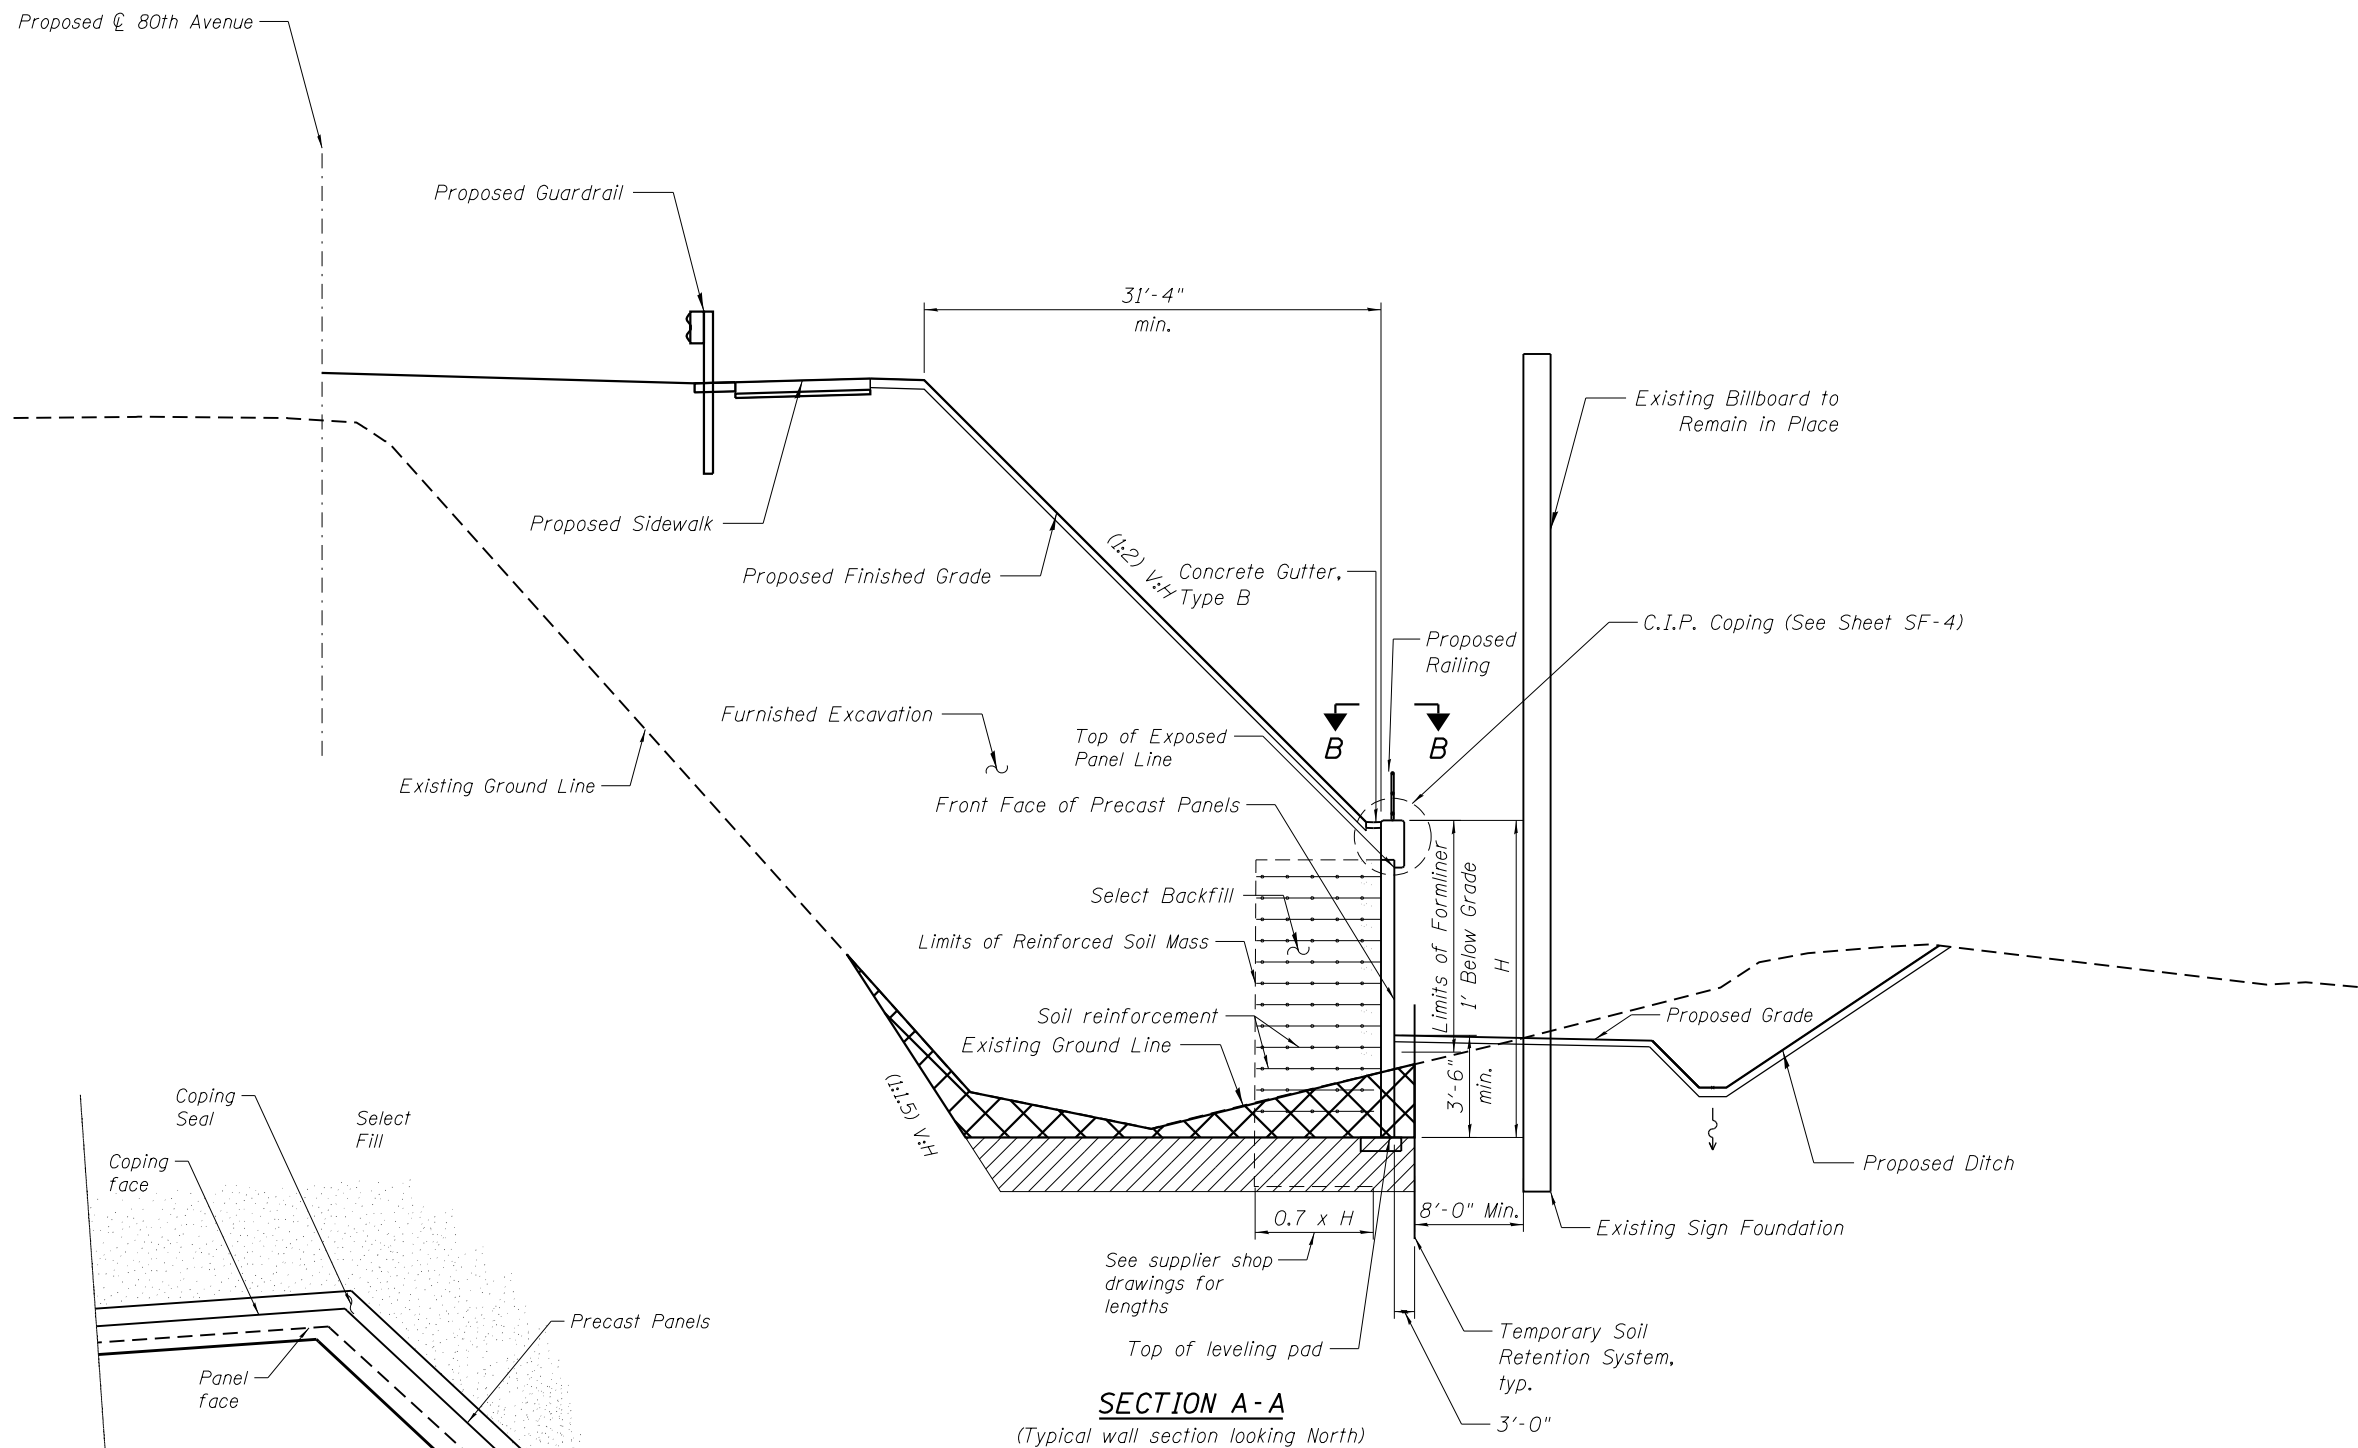 Proposed ℄ 80th Avenue
Proposed Guardrail
31'-4"
min.
Existing Billboard to
Remain in Place
Proposed Sidewalk
Proposed Finished Grade
(1:2) V:H
Concrete Gutter,
Type B
C.I.P. Coping (See Sheet SF-4)
Proposed
Railing
Furnished Excavation
Top of Exposed
Panel Line
B
B
Existing Ground Line
Front Face of Precast Panels
Select Backfill
Limits of Reinforced Soil Mass
Limits of Formliner
1' Below Grade
H
Soil reinforcement
Existing Ground Line
Proposed Grade
3'-6"
min.
(1:1.5) V:H
Proposed Ditch
0.7 x H
8'-0" Min.
Existing Sign Foundation
See supplier shop
drawings for
lengths
Top of leveling pad
Temporary Soil
Retention System,
typ.
3'-0"
SECTION A-A
(Typical wall section looking North)
Coping
Seal
Select
Fill
Coping
face
Precast Panels
Panel
face